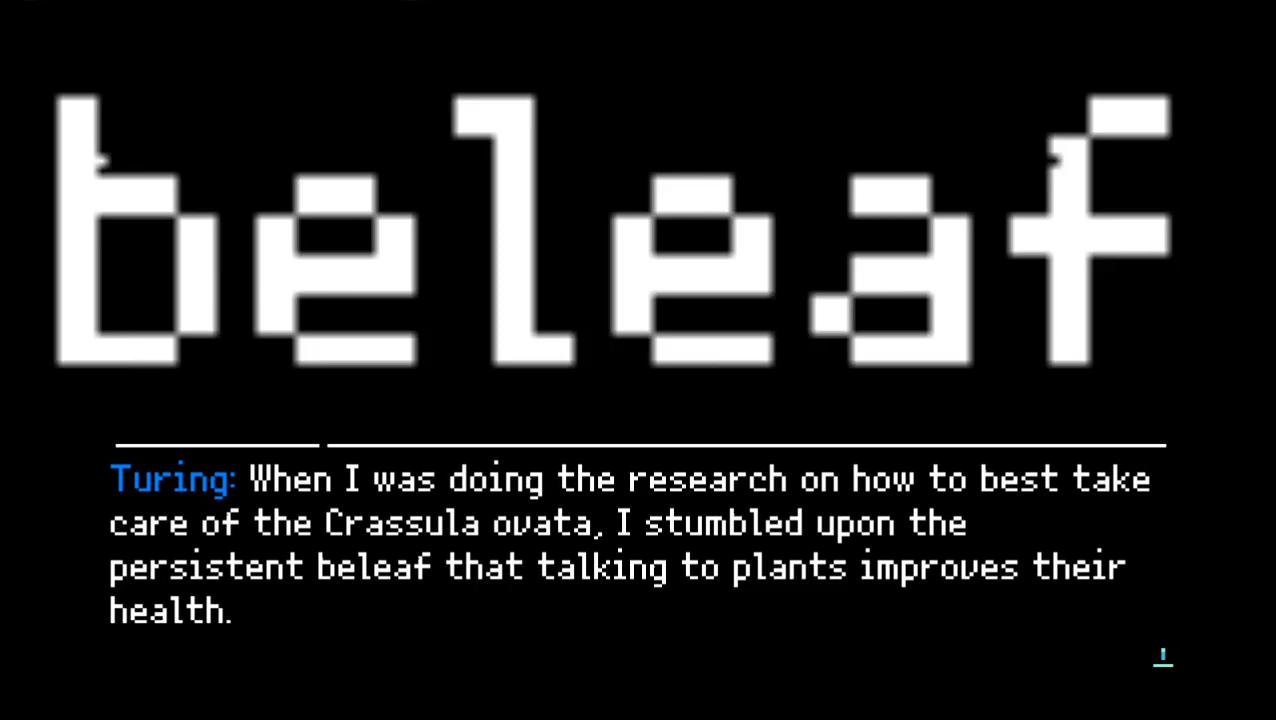 beleaf
Turing: When I was doing the research on how to best take
care of the Crassula ovata, I stumbled upon the
persistent beleaf that talking to plants improves their
health.